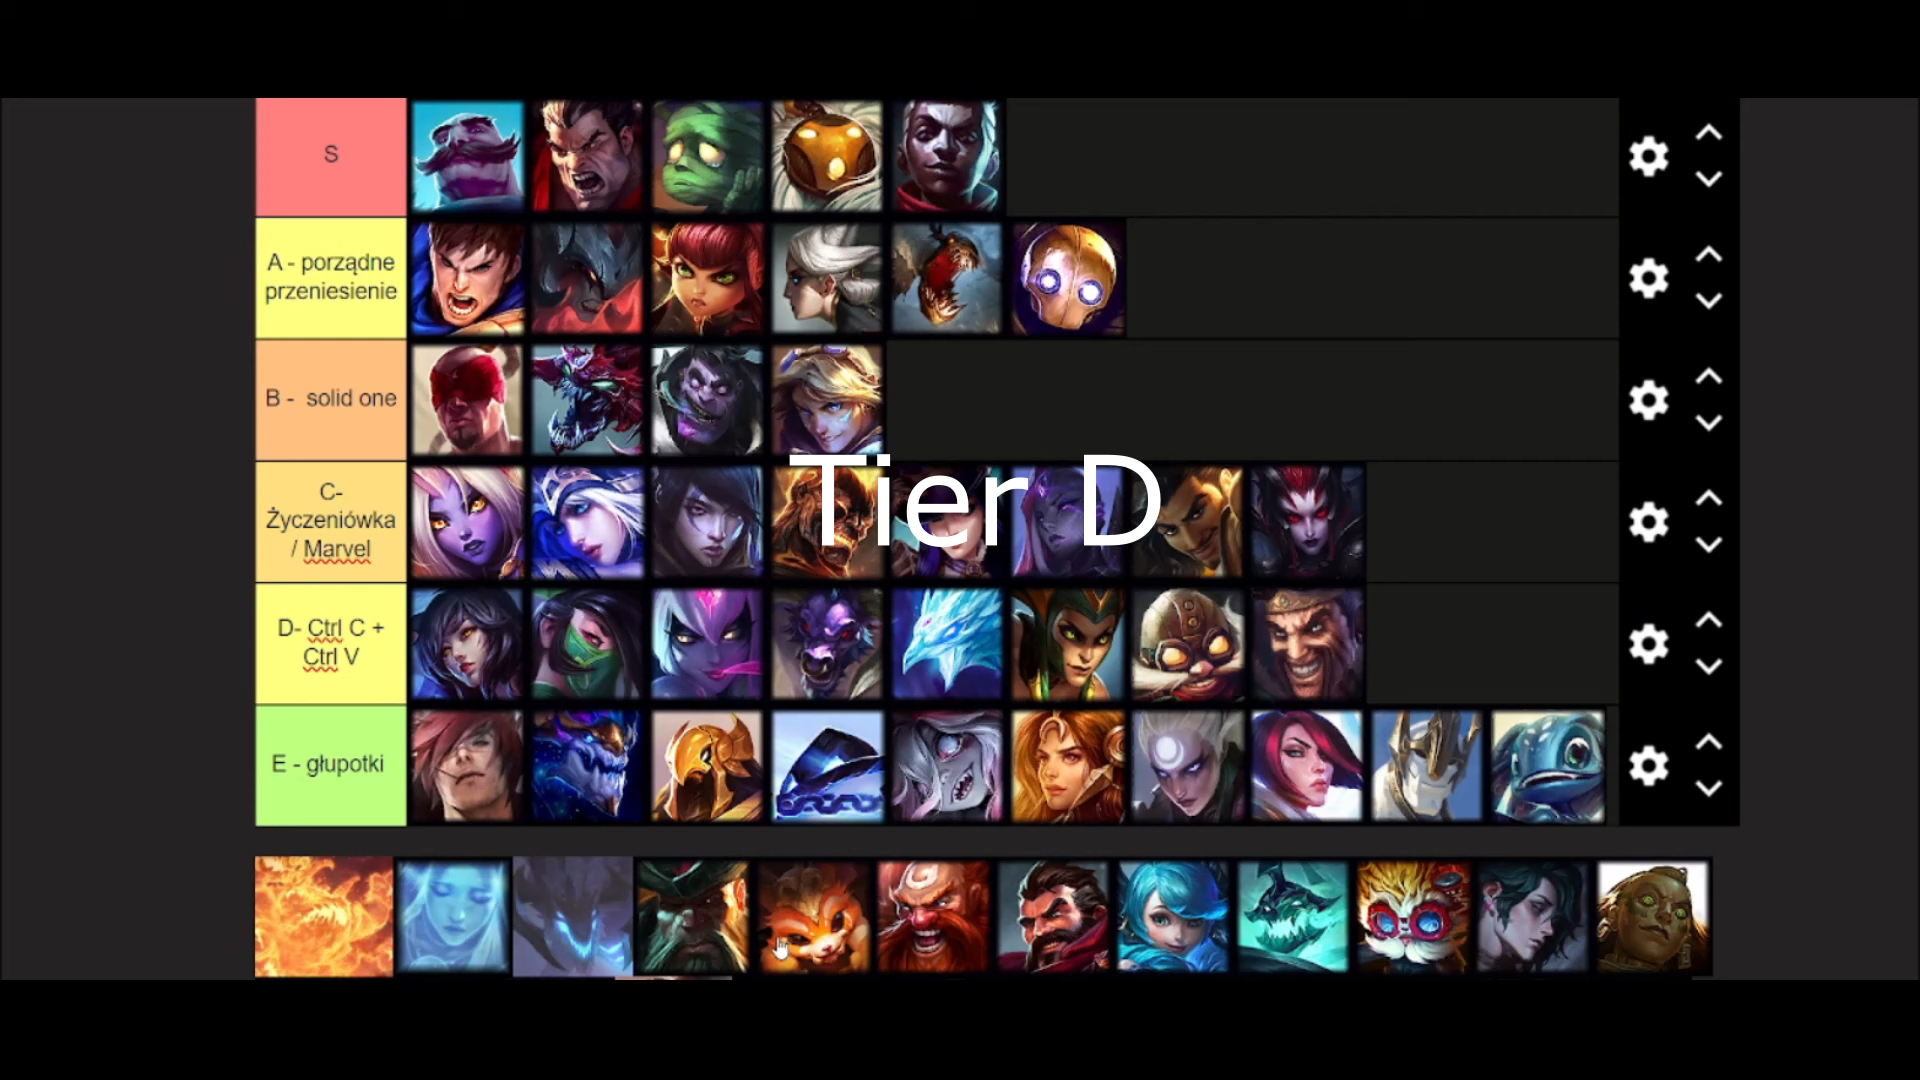 S
A - porządne
przeniesienie
B -  solid one
Tier D
C-
Życzeniówka
/ Marvel
D- Ctrl C +
Ctrl V
E - głupotki